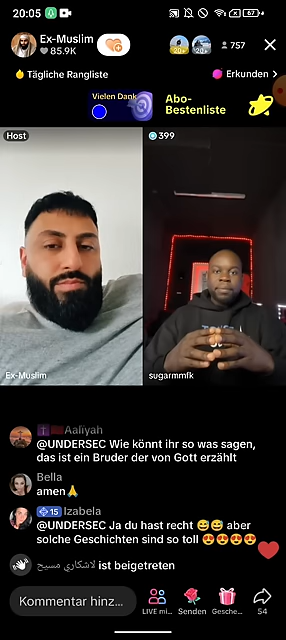 20:05
67
Ex-Muslim
85.9K
20+
20+
757
Tägliche Rangliste
Erkunden >
Vielen Dank
Abo-
Bestenliste
Host
399
Ex-Muslim
sugarmmfk
Aaliyah
@UNDERSEC Wie könnt ihr so was sagen,
das ist ein Bruder der von Gott erzählt
Bella
amen🙏
15 Izabela
@UNDERSEC Ja du hast recht 😄😄 aber
solche Geschichten sind so toll 😍😍😍😍
لاشكاري مسيح ist beigetreten
Kommentar hinz...
LIVE mi...
Senden
Gesche...
54